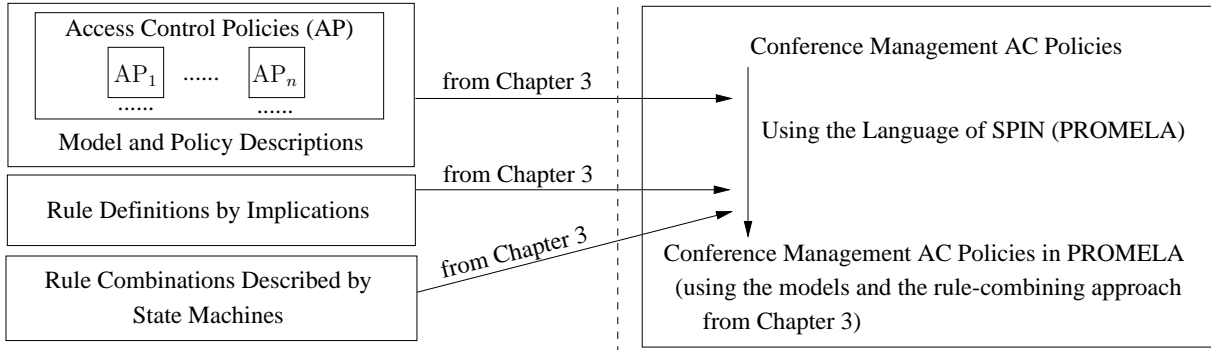 Access Control Policies (AP)
AP₁ ...... APₙ
...... ......
Model and Policy Descriptions
Rule Definitions by Implications
Rule Combinations Described by
State Machines
from Chapter 3
from Chapter 3
from Chapter 3
Conference Management AC Policies
Using the Language of SPIN (PROMELA)
Conference Management AC Policies in PROMELA
(using the models and the rule-combining approach
from Chapter 3)